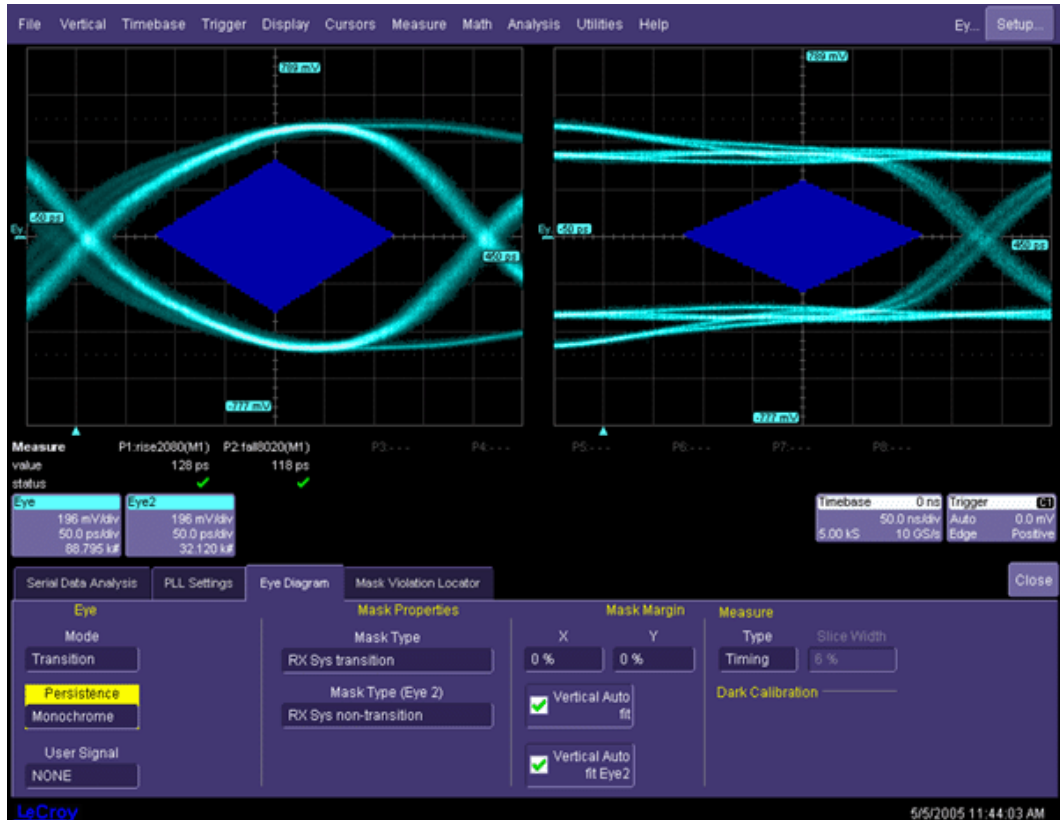 File Vertical Timebase Trigger Display Cursors Measure Math Analysis Utilities Help Ey... Setup...
789 mV 789 mV
-50 ps -50 ps
Ey Ey
460 ps 460 ps
-777 mV -777 mV
Measure P1:rise2080(M1) P2:fall8020(M1) P3:--- P4:--- P5:--- P6:--- P7:--- P8:---
value 128 ps 118 ps
status
Eye Eye2 Timebase 0 ns Trigger C1
196 mV/div 196 mV/div 50.0 ns/div Auto 0.0 mV
50.0 ps/div 50.0 ps/div 5.00 kS 10 GS/s Edge Positive
88.795 k# 32.120 k#
Serial Data Analysis PLL Settings Eye Diagram Mask Violation Locator Close
Eye Mask Properties Mask Margin Measure
Mode Mask Type X Y Type Slice Width
Transition RX Sys transition 0 % 0 % Timing 6 %
Persistence Mask Type (Eye 2) Vertical Auto fit Dark Calibration
Monochrome RX Sys non-transition
User Signal Vertical Auto fit Eye2
NONE
LeCroy 5/5/2005 11:44:03 AM